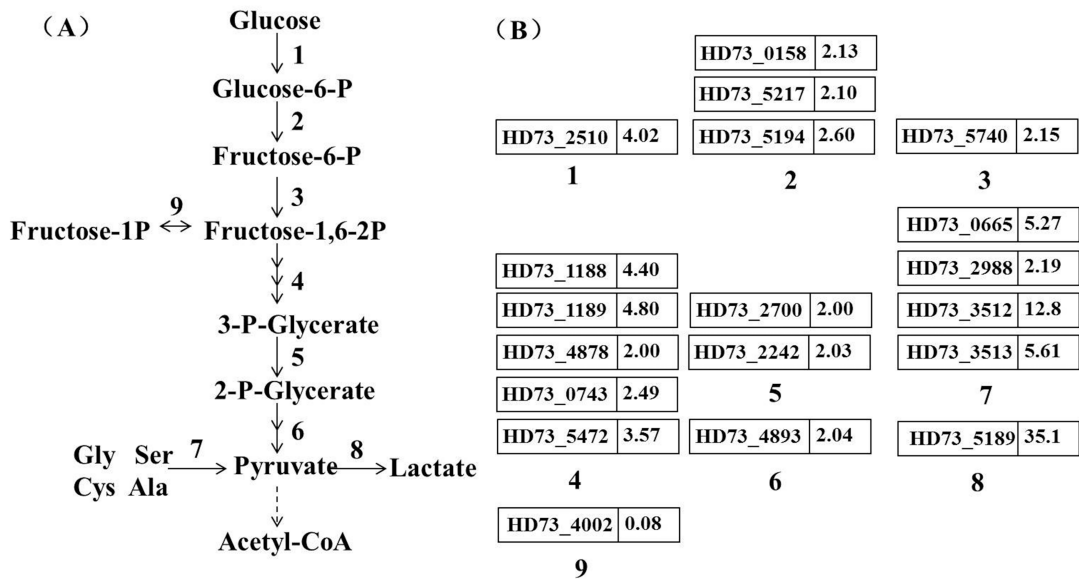 (A)
Glucose
1
Glucose-6-P
2
Fructose-6-P
3
Fructose-1P
9
Fructose-1,6-2P
4
3-P-Glycerate
5
2-P-Glycerate
6
Gly Ser
Cys Ala
7
Pyruvate
8
Lactate
Acetyl-CoA
(B)
HD73_2510 4.02
1
HD73_0158 2.13
HD73_5217 2.10
HD73_5194 2.60
2
HD73_5740 2.15
3
HD73_1188 4.40
HD73_1189 4.80
HD73_4878 2.00
HD73_0743 2.49
HD73_5472 3.57
4
HD73_2700 2.00
HD73_2242 2.03
5
HD73_4893 2.04
6
HD73_0665 5.27
HD73_2988 2.19
HD73_3512 12.8
HD73_3513 5.61
7
HD73_5189 35.1
8
HD73_4002 0.08
9